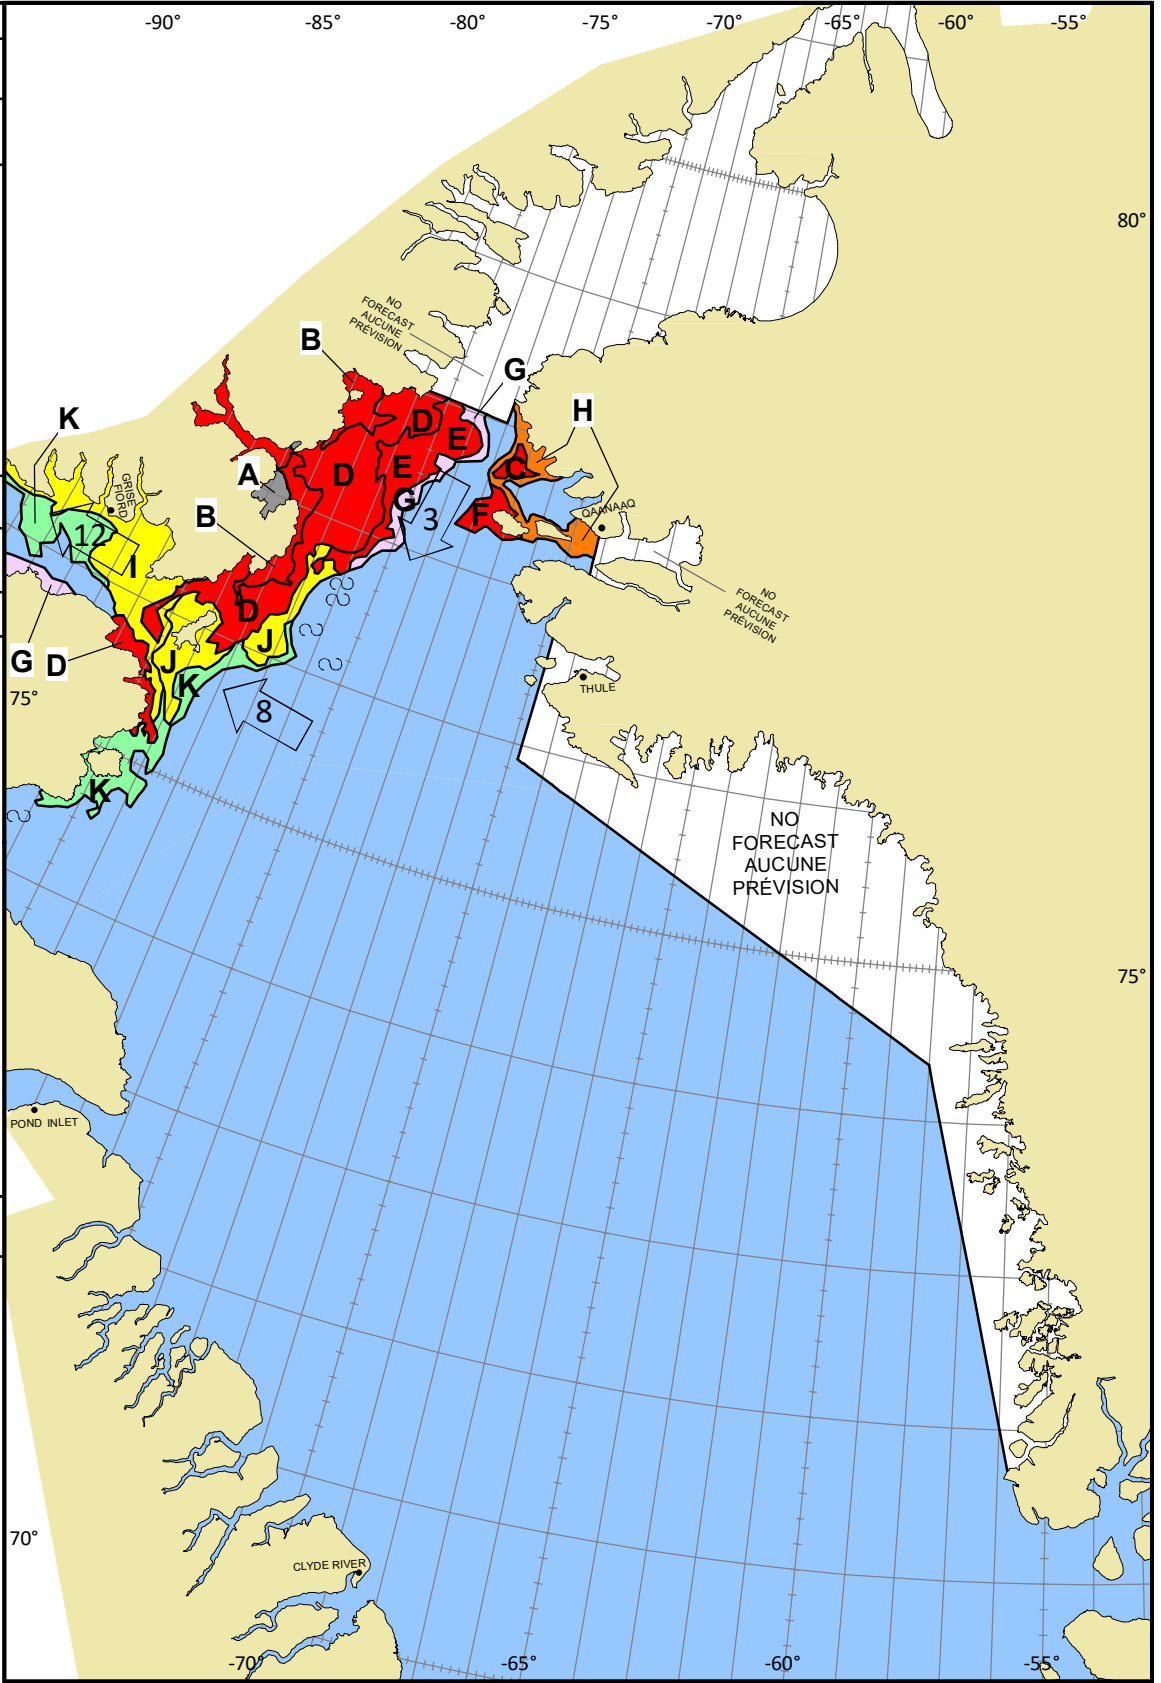 -90°
-85°
-80°
-75°
-70°
-65°
-60°
-55°
80°
NO
FORECAST
AUCUNE
PRÉVISION
B
G
K
H
D
E
C
A
D
E
G
GRISE
FIORD
B
3
F
QAANAAQ
12
I
NO
FORECAST
AUCUNE
PRÉVISION
D
J
2
G
D
J
2
K
THULE
75°
8
K
NO
FORECAST
AUCUNE
PRÉVISION
75°
POND INLET
70°
CLYDE RIVER
-70°
-65°
-60°
-55°